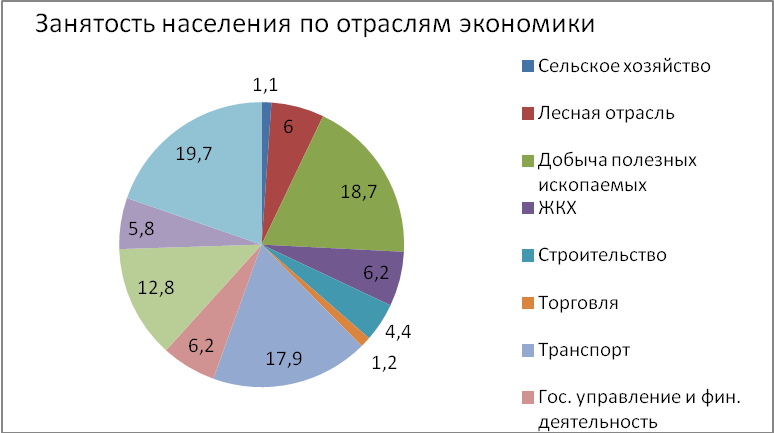 Занятость населения по отраслям экономики
1,1
6
18,7
6,2
4,4
1,2
17,9
6,2
12,8
5,8
19,7
Сельское хозяйство
Лесная отрасль
Добыча полезных
ископаемых
ЖКХ
Строительство
Торговля
Транспорт
Гос. управление и фин.
деятельность